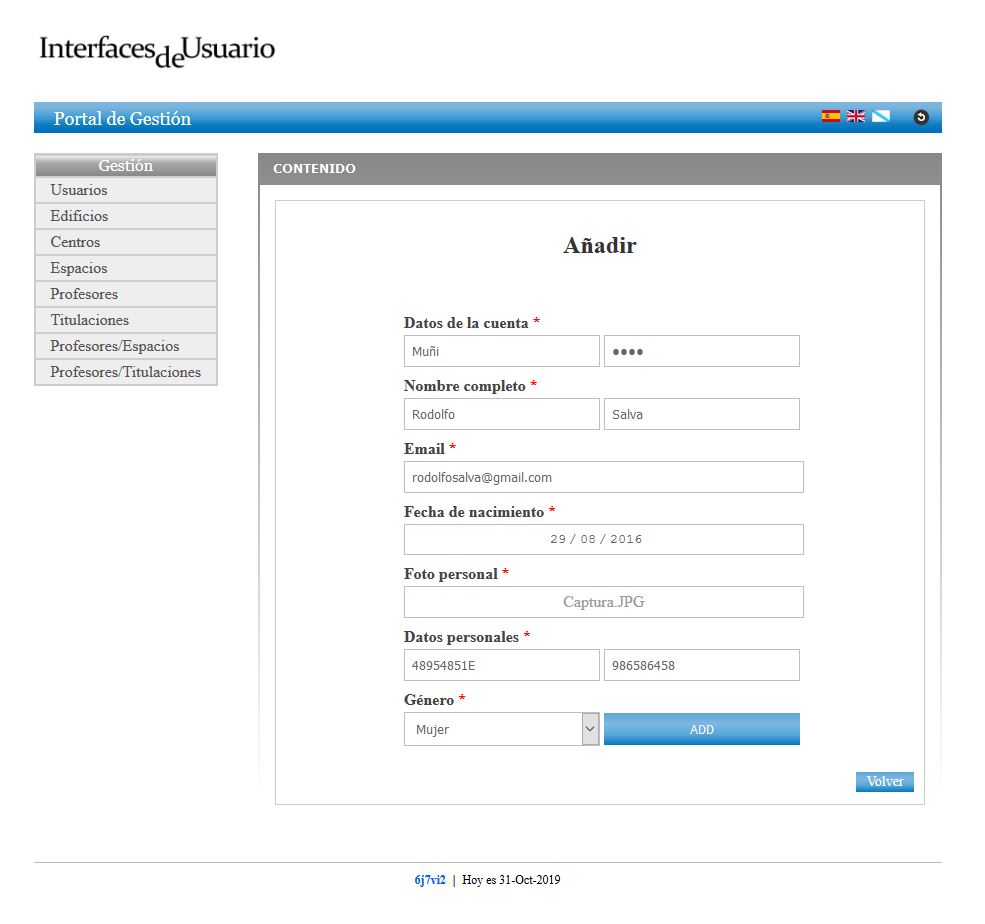 InterfacesdeUsuario
Portal de Gestión
Gestión
Usuarios
Edificios
Centros
Espacios
Profesores
Titulaciones
Profesores/Espacios
Profesores/Titulaciones
CONTENIDO
Añadir
Datos de la cuenta *
Muñi ••••
Nombre completo *
Rodolfo Salva
Email *
rodolfosalva@gmail.com
Fecha de nacimiento *
29 / 08 / 2016
Foto personal *
Captura.JPG
Datos personales *
48954851E 986586458
Género *
Mujer ADD
Volver
6j7vi2 | Hoy es 31-Oct-2019